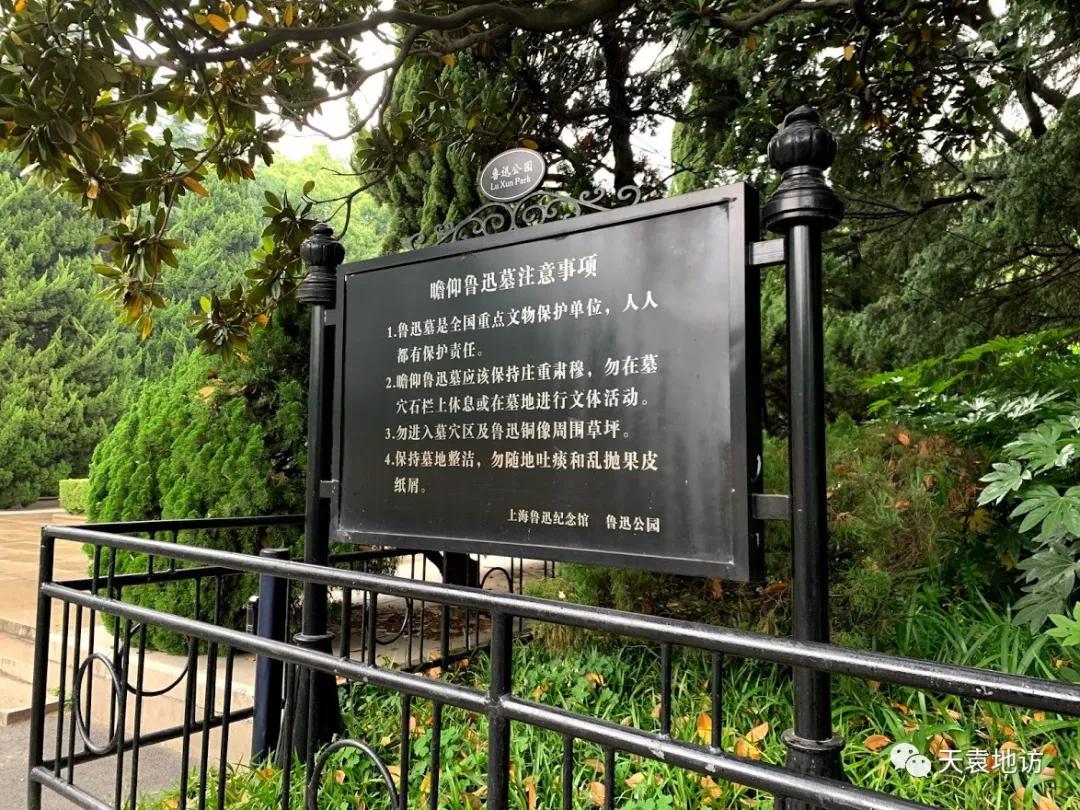 鲁迅公园
Lu Xun Park
瞻仰鲁迅墓注意事项
1.鲁迅墓是全国重点文物保护单位，人人
都有保护责任。
2.瞻仰鲁迅墓应该保持庄重肃穆，勿在墓
穴石栏上休息或在墓地进行文体活动。
3.勿进入墓穴区及鲁迅铜像周围草坪。
4.保持墓地整洁，勿随地吐痰和乱抛果皮
纸屑。
上海鲁迅纪念馆 鲁迅公园
天袁地访